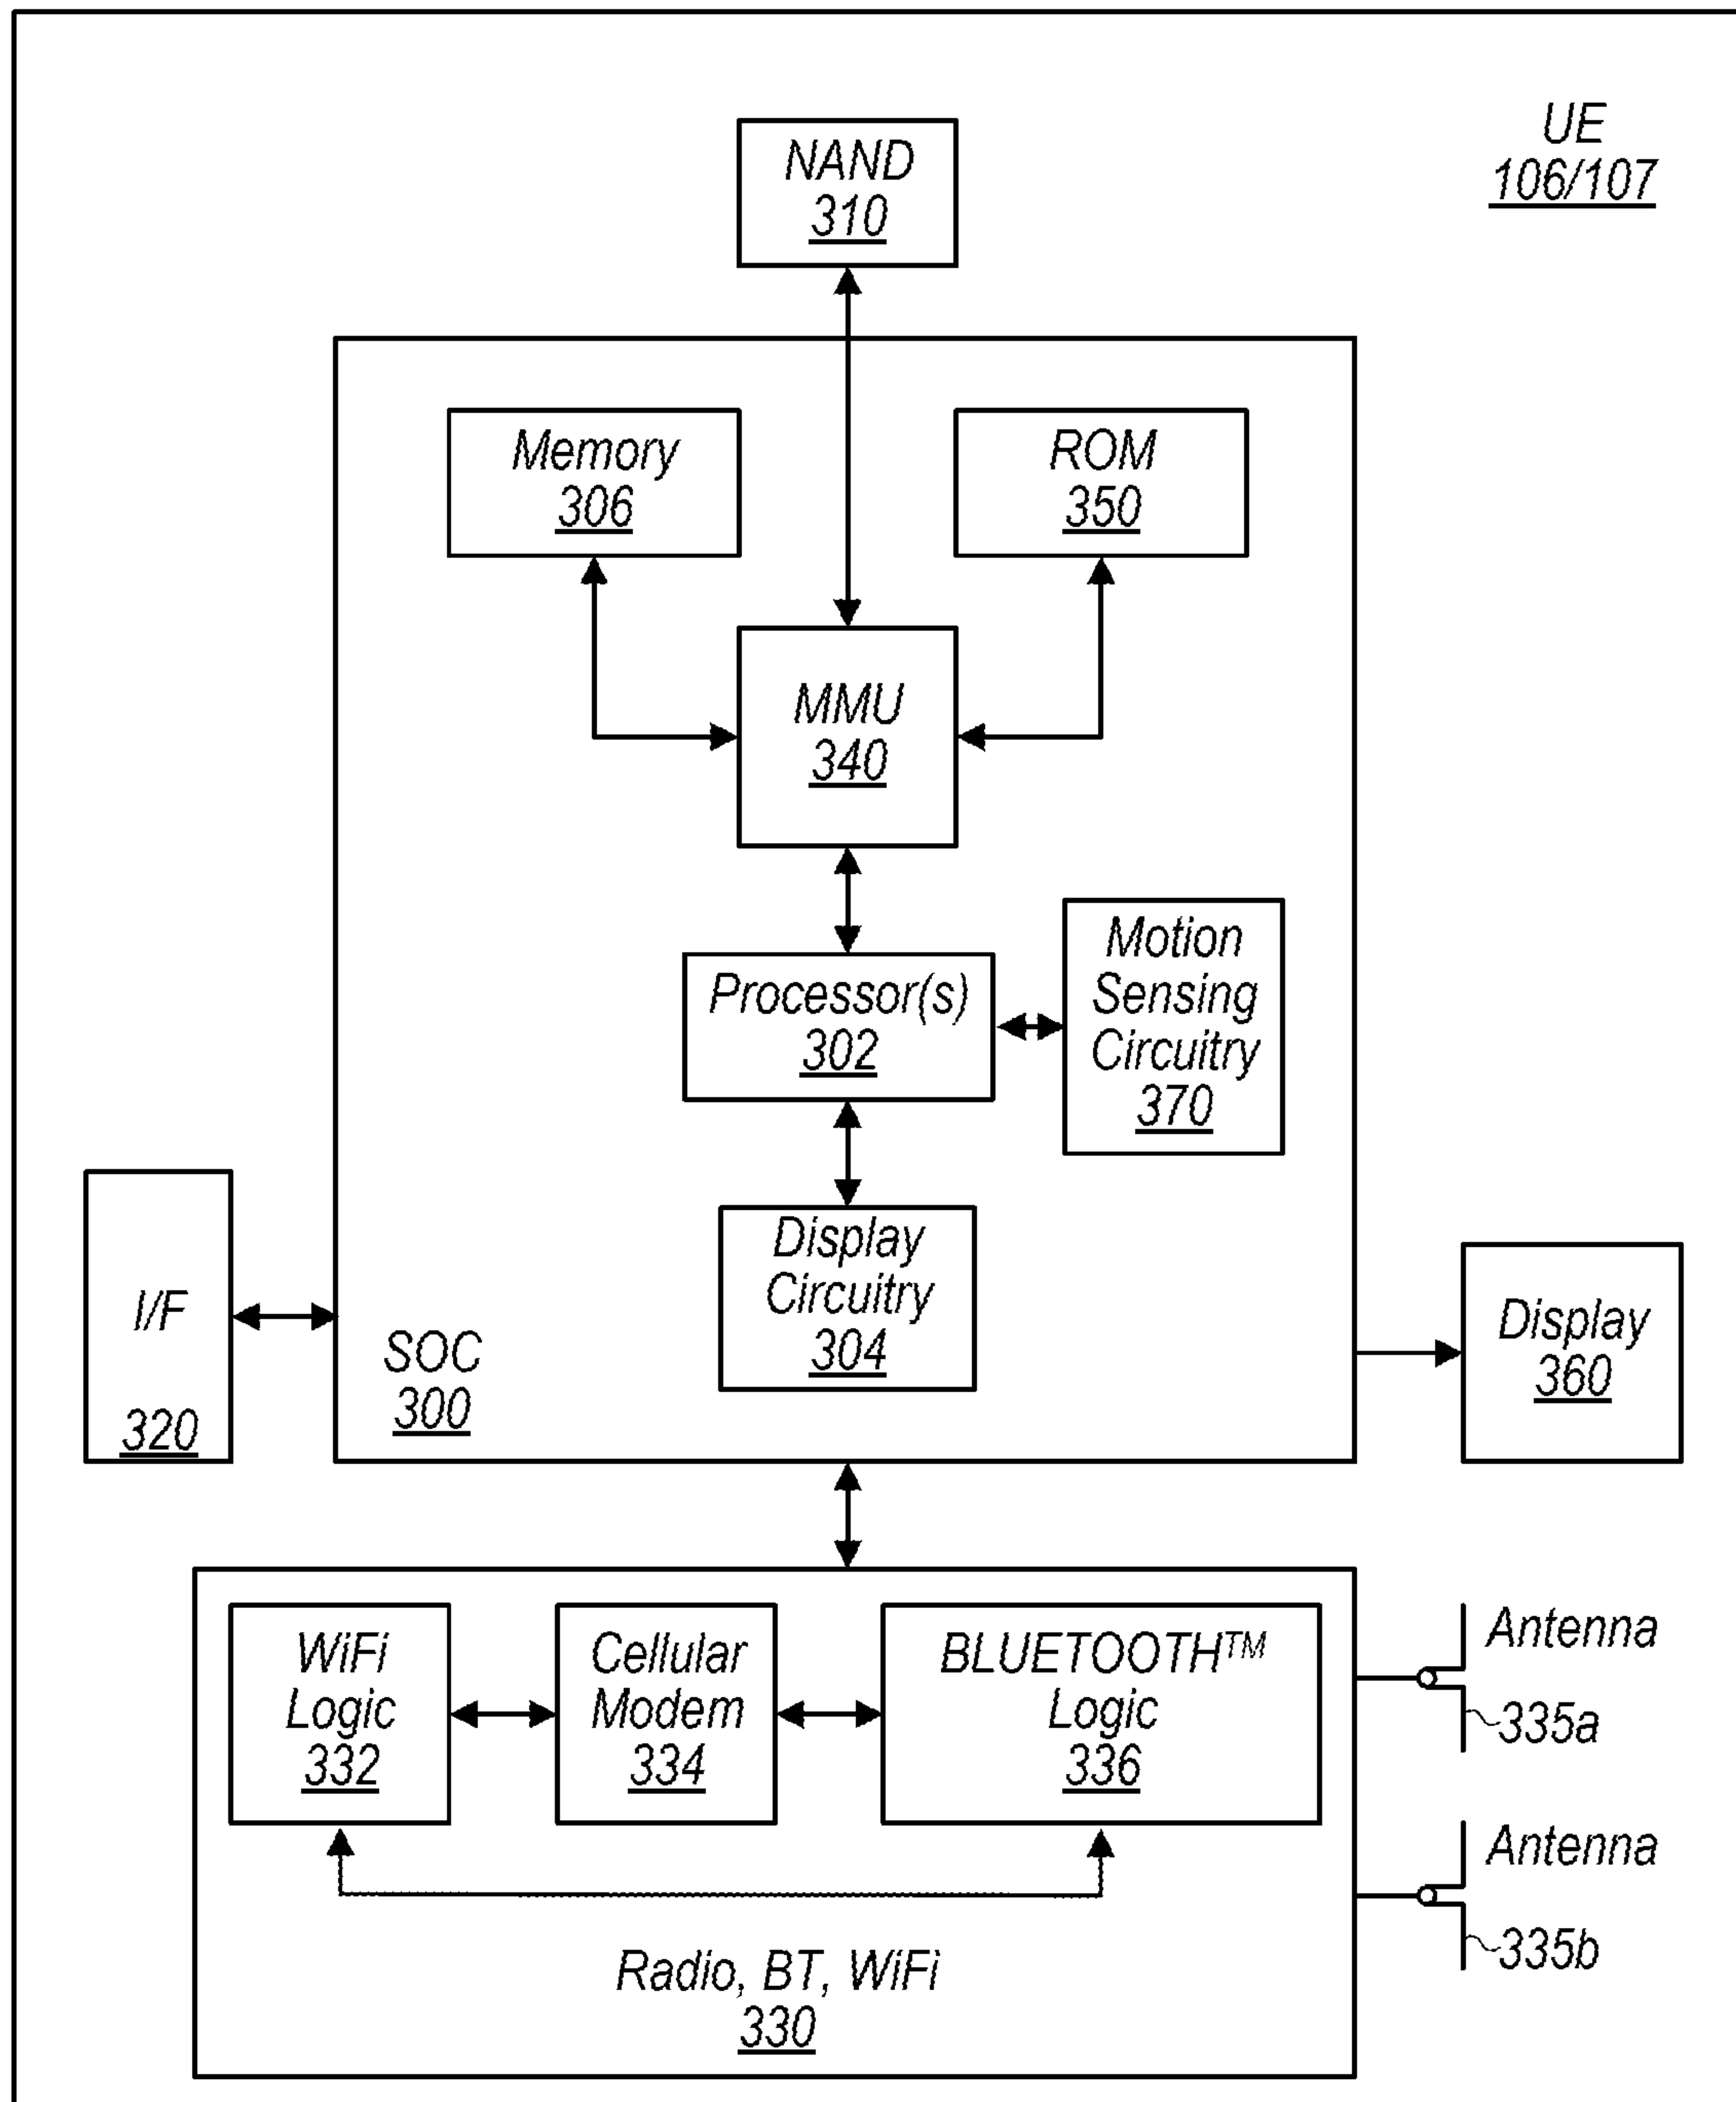 UE
106/107
NAND
310
Memory
306
ROM
350
MMU
340
Processor(s)
302
Motion
Sensing
Circuitry
370
Display
Circuitry
304
I/F
320
SOC
300
Display
360
WiFi
Logic
332
Cellular
Modem
334
BLUETOOTH™
Logic
336
Antenna
335a
Antenna
335b
Radio, BT, WiFi
330